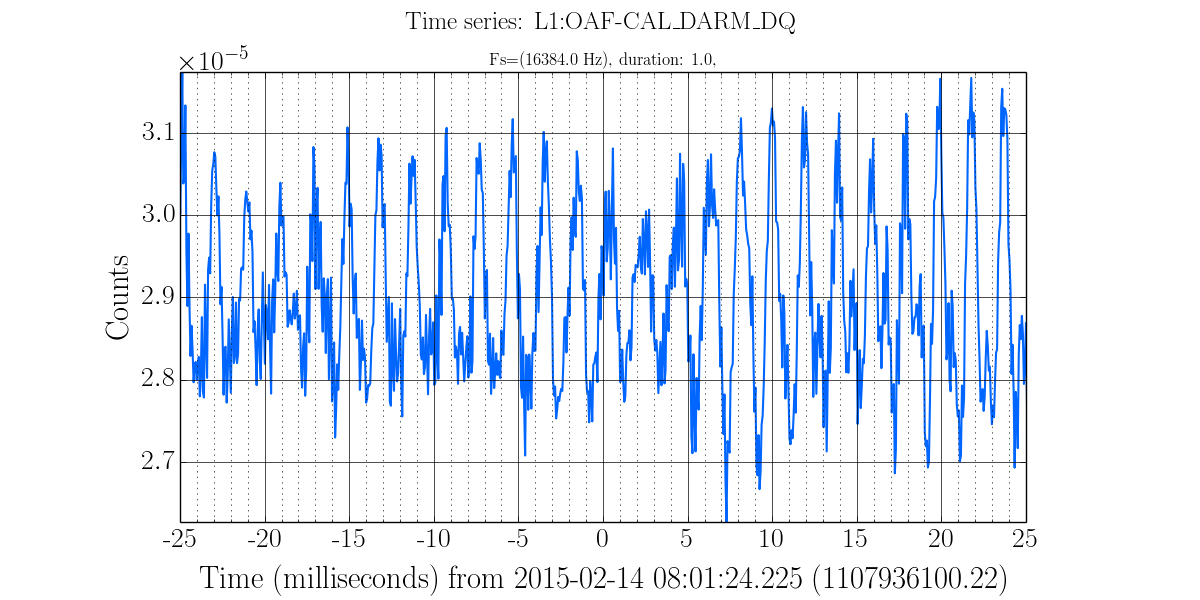 Time series: L1:OAF-CAL_DARM_DQ
Fs=(16384.0 Hz), duration: 1.0,
×10⁻⁵
3.1
3.0
2.9
2.8
2.7
Counts
-25 -20 -15 -10 -5 0 5 10 15 20 25
Time (milliseconds) from 2015-02-14 08:01:24.225 (1107936100.22)